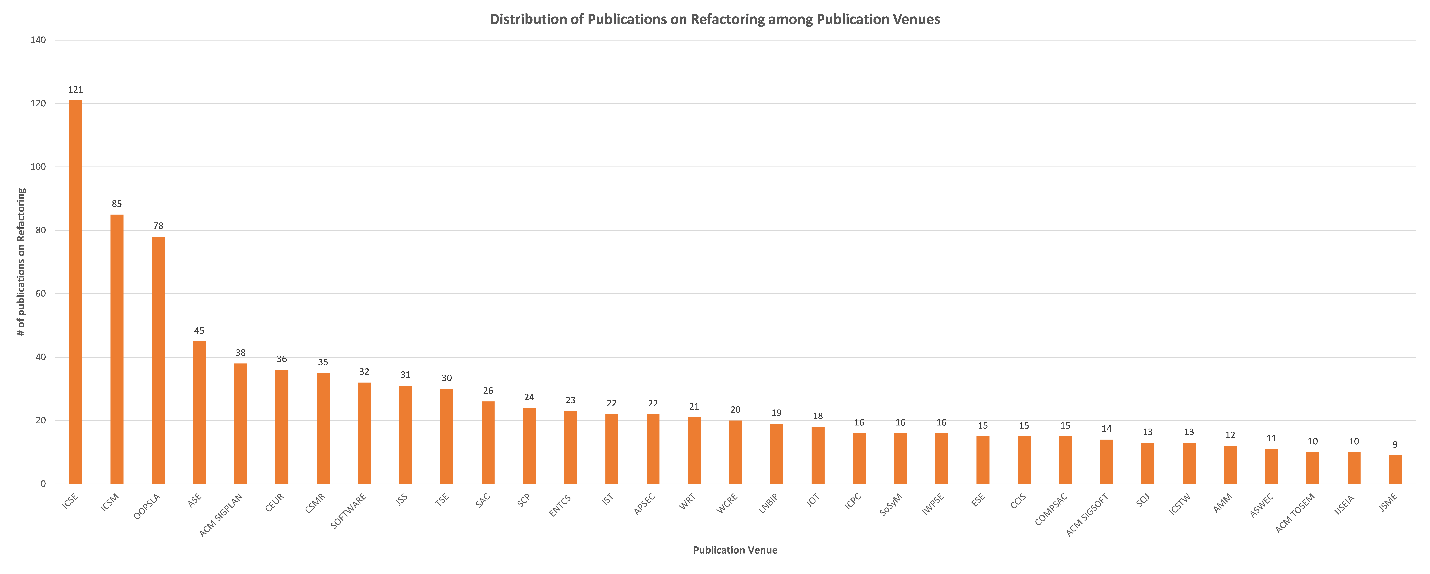 Distribution of Publications on Refactoring among Publication Venues
# of publications on Refactoring
140
120
100
80
60
40
20
0
121
85
78
45
38
36
35
32
31
30
26
24
23
22
22
21
20
19
18
16
16
16
15
15
15
14
13
13
12
11
10
10
9
ICSE
ICSM
OOPSLA
ASE
ACM SIGPLAN
CEUR
CSMR
SOFTWARE
JSS
TSE
SAC
SCP
ENTCS
IST
APSEC
WRT
WCRE
LNBIP
JOT
ICPC
SoSyM
IWPSE
ESE
CCIS
COMPSAC
ACM SIGSOFT
SCIJ
ICSTW
AMM
ASWEC
ACM TOSEM
IJSEIA
JSME
Publication Venue